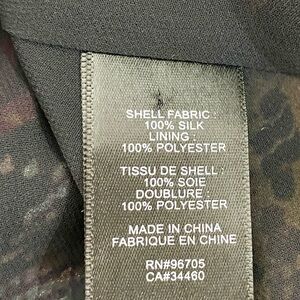 SHELL FABRIC :
100% SILK
LINING :
100% POLYESTER
TISSU DE SHELL :
100% SOIE
DOUBLURE :
100% POLYESTER
MADE IN CHINA
FABRIQUE EN CHINE
RN#96705
CA#34460